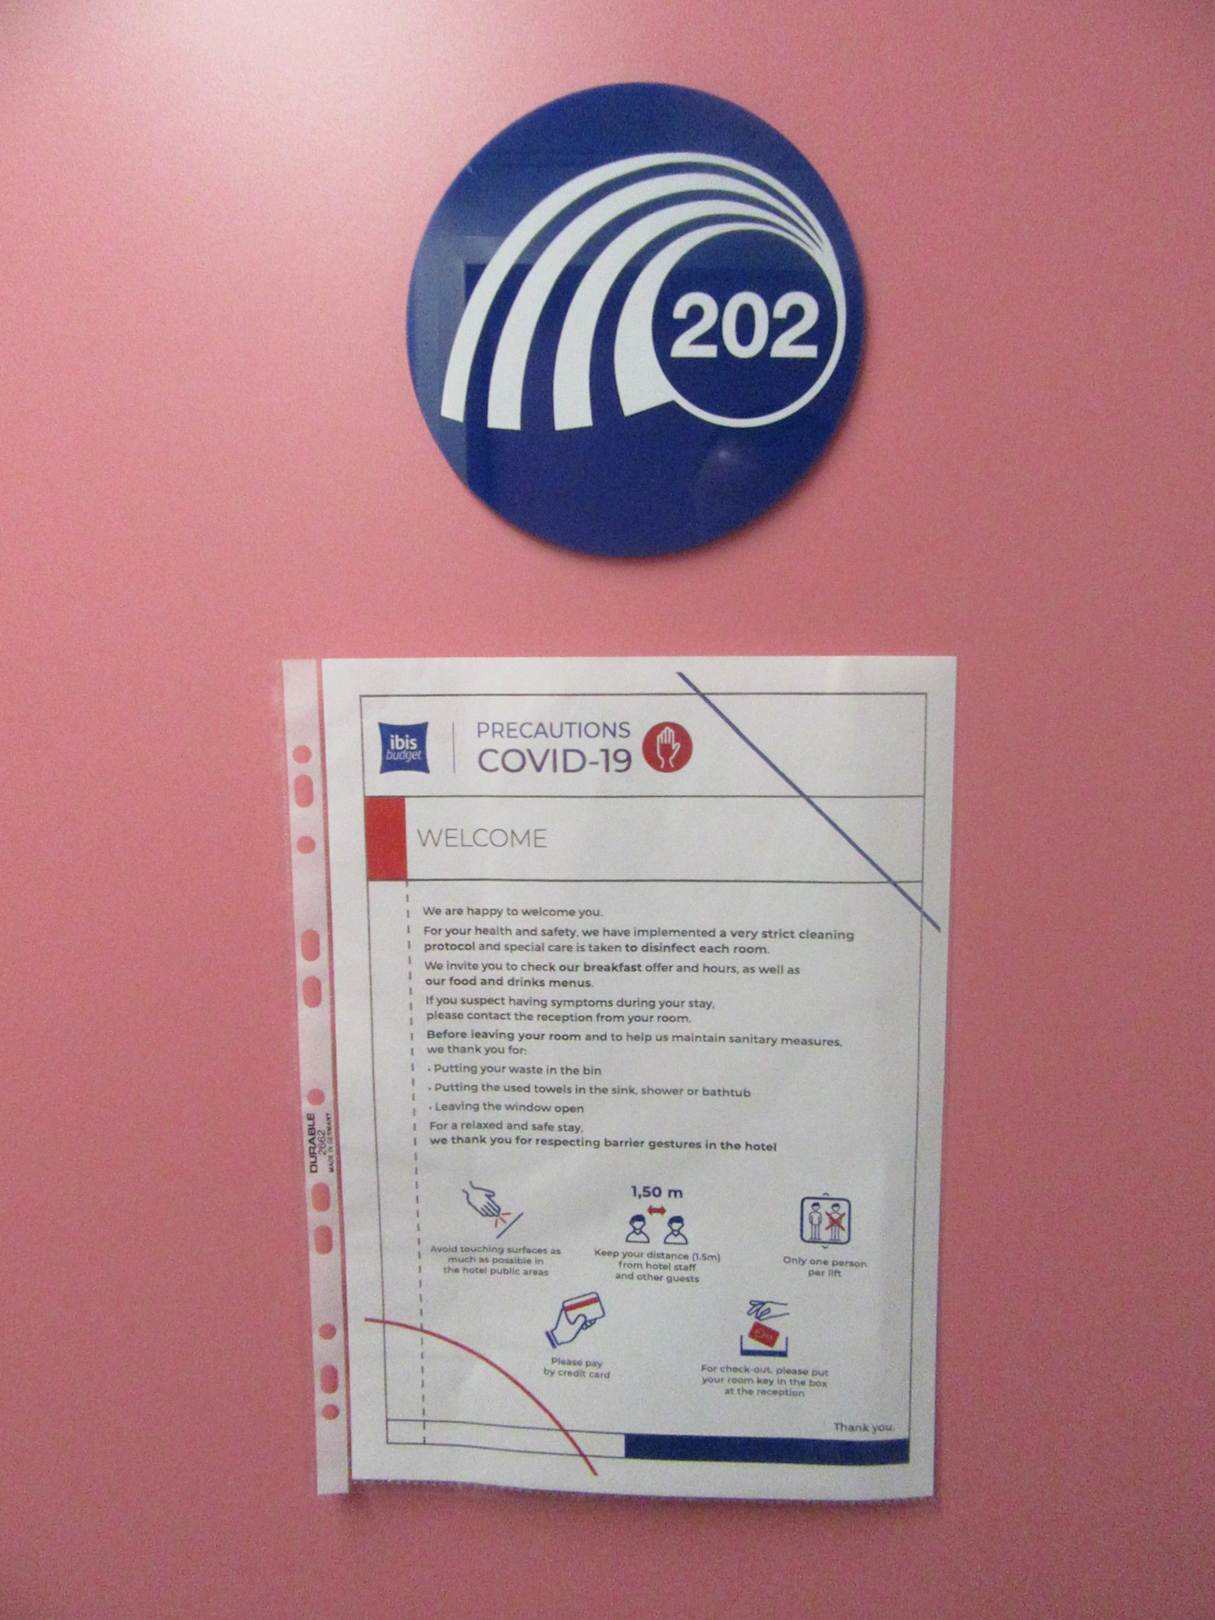 202
ibis
budget
PRECAUTIONS
COVID-19
WELCOME
We are happy to welcome you.
For your health and safety, we have implemented a very strict cleaning
protocol and special care is taken to disinfect each room.
We invite you to check our breakfast offer and hours, as well as
our food and drinks menus.
If you suspect having symptoms during your stay,
please contact the reception from your room.
Before leaving your room and to help us maintain sanitary measures,
we thank you for:
• Putting your waste in the bin
• Putting the used towels in the sink, shower or bathtub
• Leaving the window open
For a relaxed and safe stay,
we thank you for respecting barrier gestures in the hotel
DURABLE
2662
MADE IN GERMANY
Avoid touching surfaces as
much as possible in
the hotel public areas
1,50 m
Keep your distance (1.5m)
from hotel staff
and other guests
Only one person
per lift
Please pay
by credit card
For check-out, please put
your room key in the box
at the reception
Thank you.